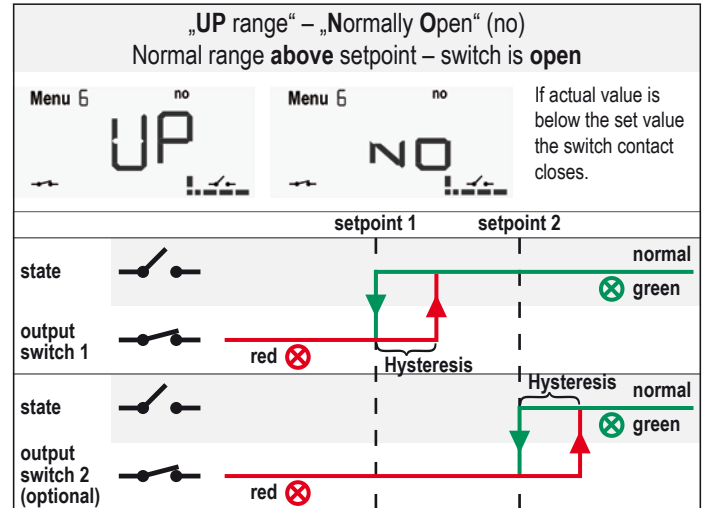 „UP range“ – „Normally Open“ (no)
Normal range above setpoint – switch is open
Menu 6 no
UP
Menu 6 no
NO
If actual value is
below the set value
the switch contact
closes.
setpoint 1 setpoint 2
state
normal
green
output
switch 1
red
Hysteresis
state
Hysteresis
normal
green
output
switch 2
(optional)
red